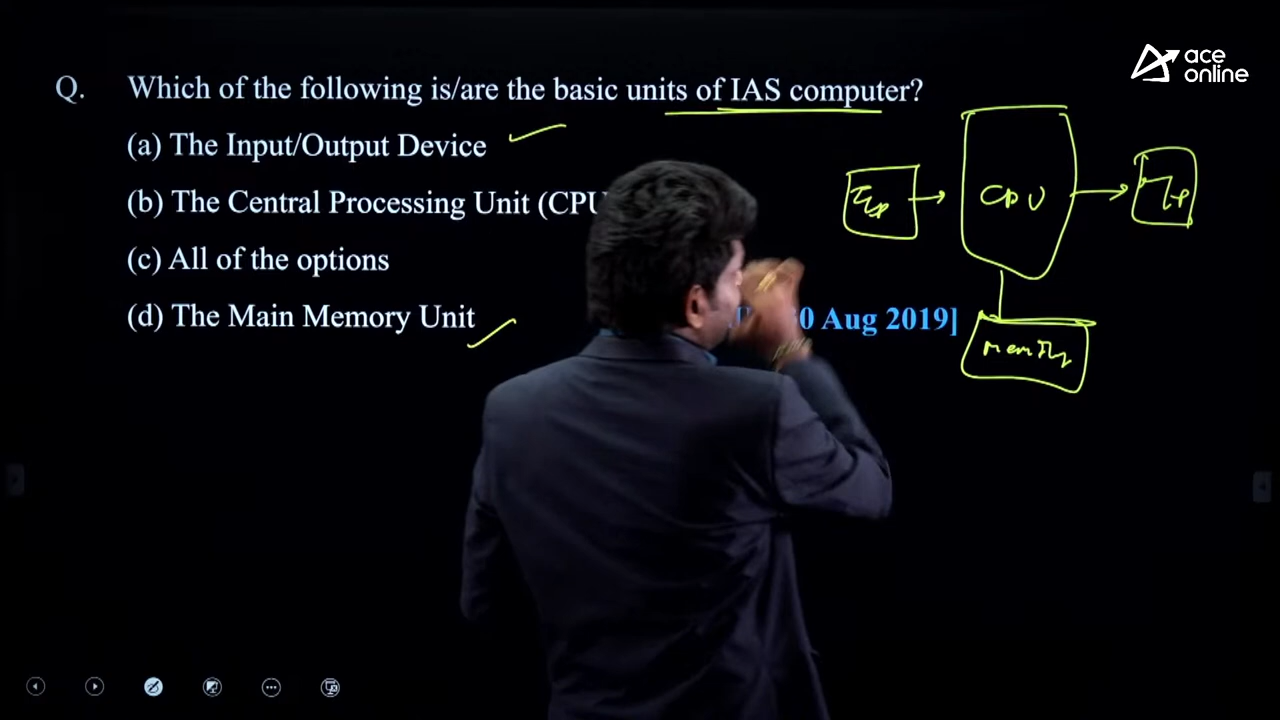 ace
online
Q. Which of the following is/are the basic units of IAS computer?
(a) The Input/Output Device
(b) The Central Processing Unit (CPU
(c) All of the options
(d) The Main Memory Unit
0 Aug 2019]
CPU
memory